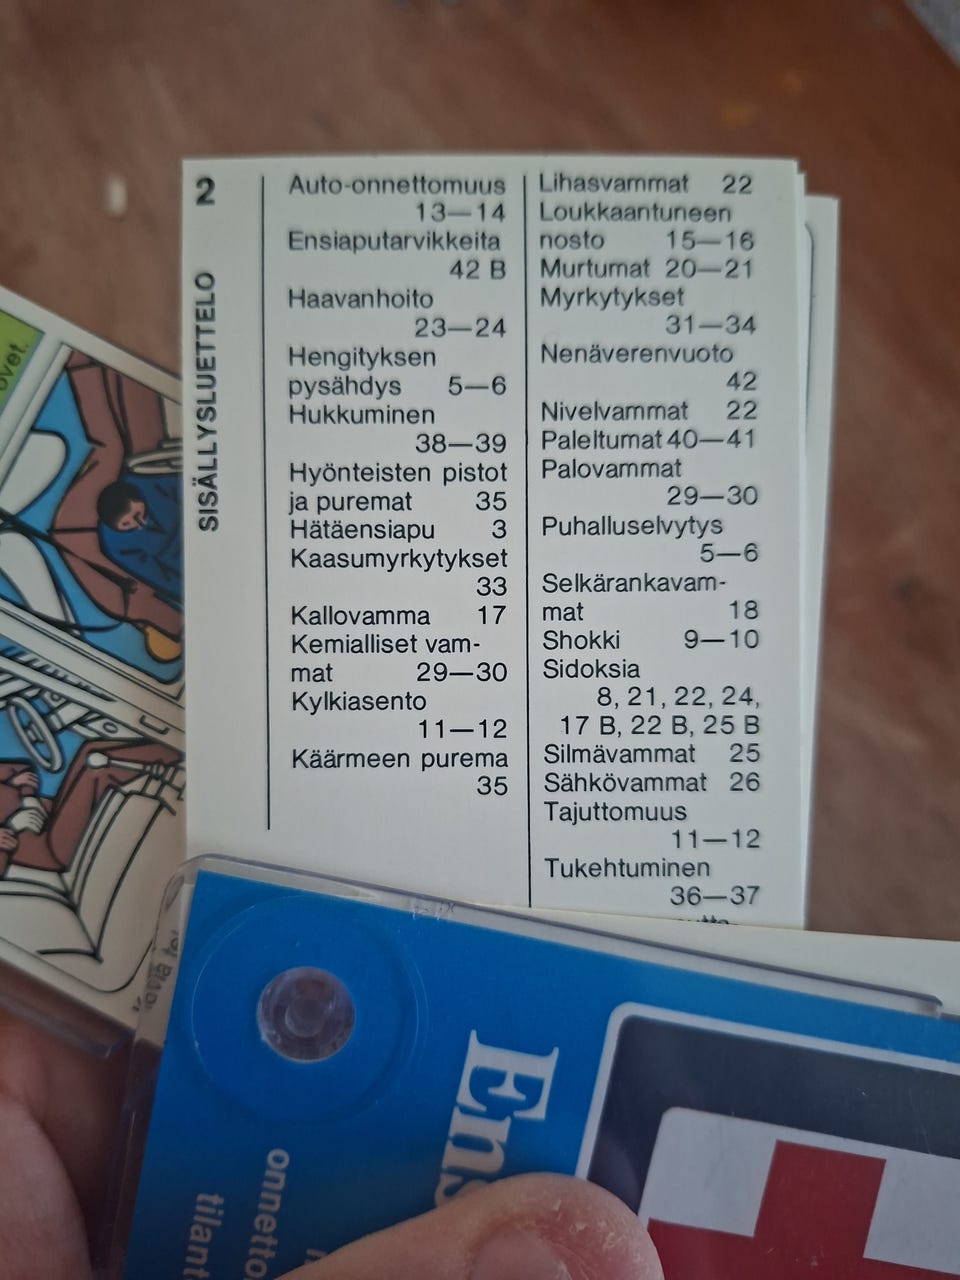 2
SISÄLLYSLUETTELO
Auto-onnettomuus
13—14
Ensiaputarvikkeita
42 B
Haavanhoito
23—24
Hengityksen
pysähdys 5—6
Hukkuminen
38—39
Hyönteisten pistot
ja puremat 35
Hätäensiapu 3
Kaasumyrkytykset
33
Kallovamma 17
Kemialliset vam-
mat 29—30
Kylkiasento
11—12
Käärmeen purema
35
Lihasvammat 22
Loukkaantuneen
nosto 15—16
Murtumat 20—21
Myrkytykset
31—34
Nenäverenvuoto
42
Nivelvammat 22
Paleltumat 40—41
Palovammat
29—30
Puhalluselvytys
5—6
Selkärankavam-
mat 18
Shokki 9—10
Sidoksia
8, 21, 22, 24,
17 B, 22 B, 25 B
Silmävammat 25
Sähkövammat 26
Tajuttomuus
11—12
Tukehtuminen
36—37
ovet.
Ens
onnetto
tilant